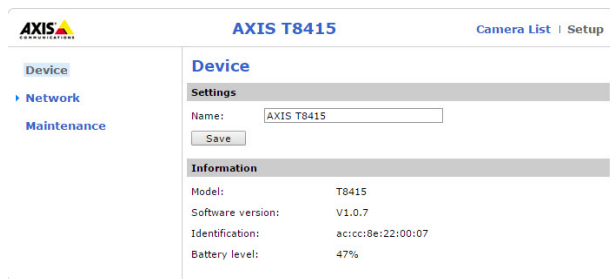 AXIS
COMMUNICATIONS
AXIS T8415
Camera List | Setup
Device
Network
Maintenance
Device
Settings
Name: AXIS T8415
Save
Information
Model: T8415
Software version: V1.0.7
Identification: ac:cc:8e:22:00:07
Battery level: 47%